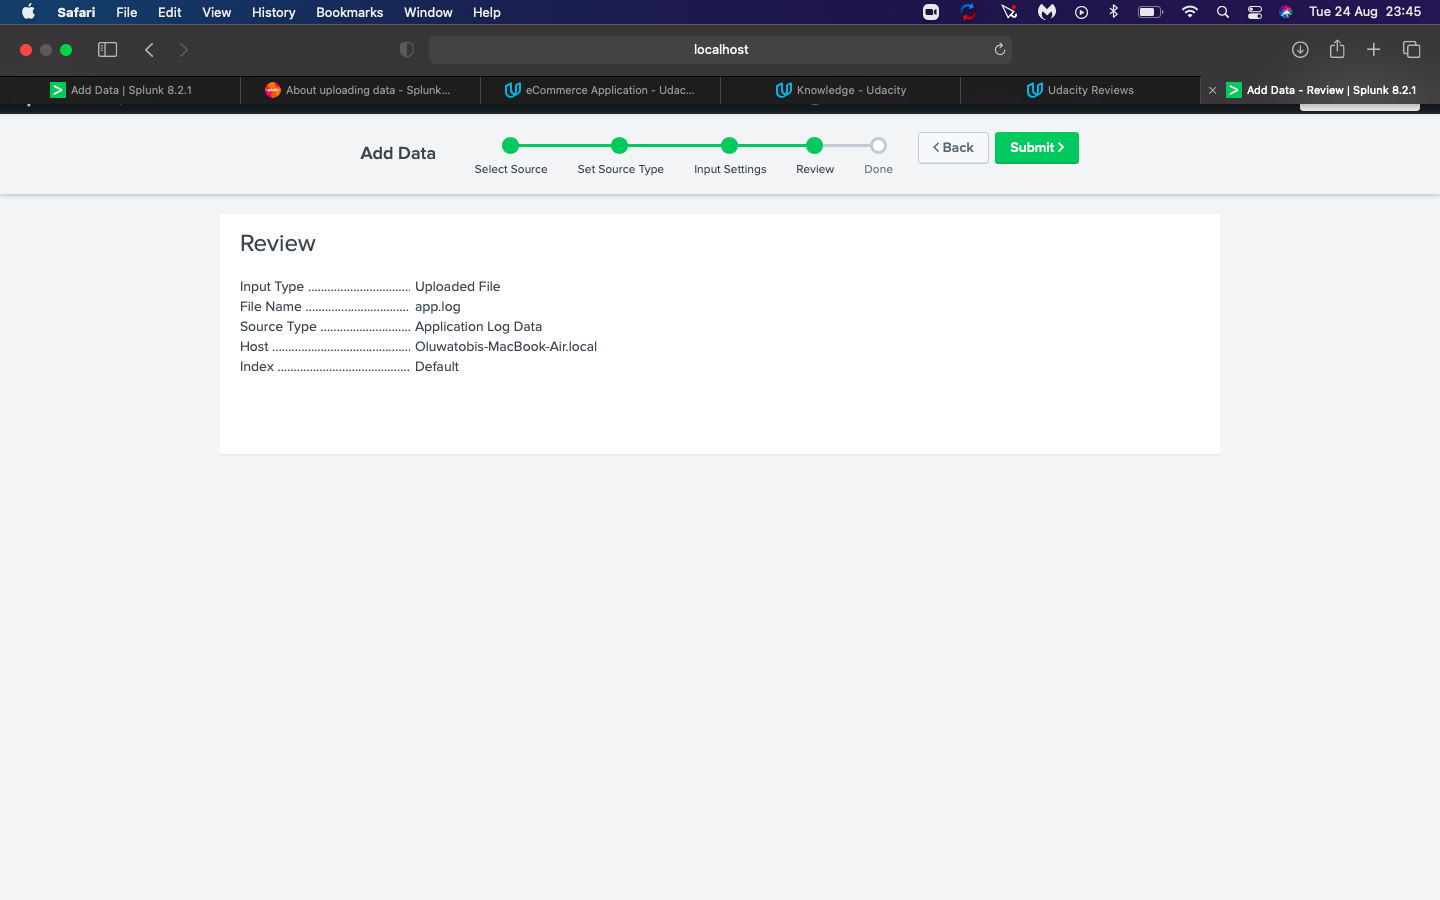 Safari File Edit View History Bookmarks Window Help Tue 24 Aug 23:45
localhost
Add Data | Splunk 8.2.1 About uploading data - Splunk... eCommerce Application - Udac... Knowledge - Udacity Udacity Reviews Add Data - Review | Splunk 8.2.1
Add Data
Select Source Set Source Type Input Settings Review Done
< Back Submit >
Review
Input Type ................................ Uploaded File
File Name ................................ app.log
Source Type ............................ Application Log Data
Host ........................................... Oluwatobis-MacBook-Air.local
Index ......................................... Default